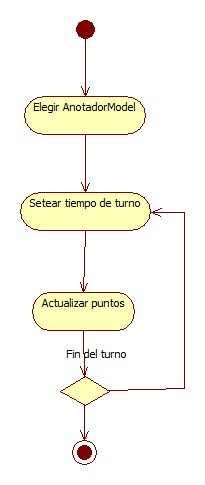 Elegir AnotadorModel
Setear tiempo de turno
Actualizar puntos
Fin del turno